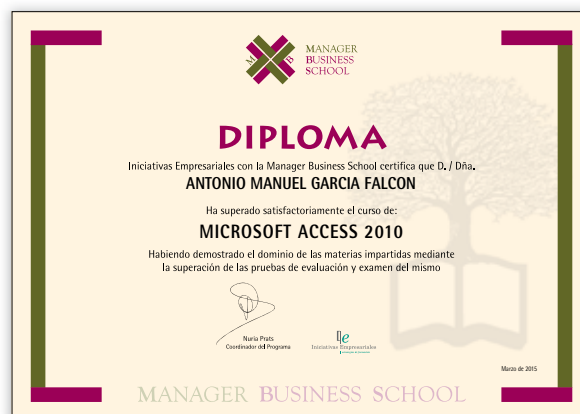 M B B
MANAGER
BUSINESS
SCHOOL
DIPLOMA
Iniciativas Empresariales con la Manager Business School certifica que D. / Dña.
ANTONIO MANUEL GARCIA FALCON
Ha superado satisfactoriamente el curso de:
MICROSOFT ACCESS 2010
Habiendo demostrado el dominio de las materias impartidas mediante
la superación de las pruebas de evaluación y examen del mismo
Nuria Prats
Coordinador del Programa
Iniciativas Empresariales
Marzo de 2015
MANAGER BUSINESS SCHOOL